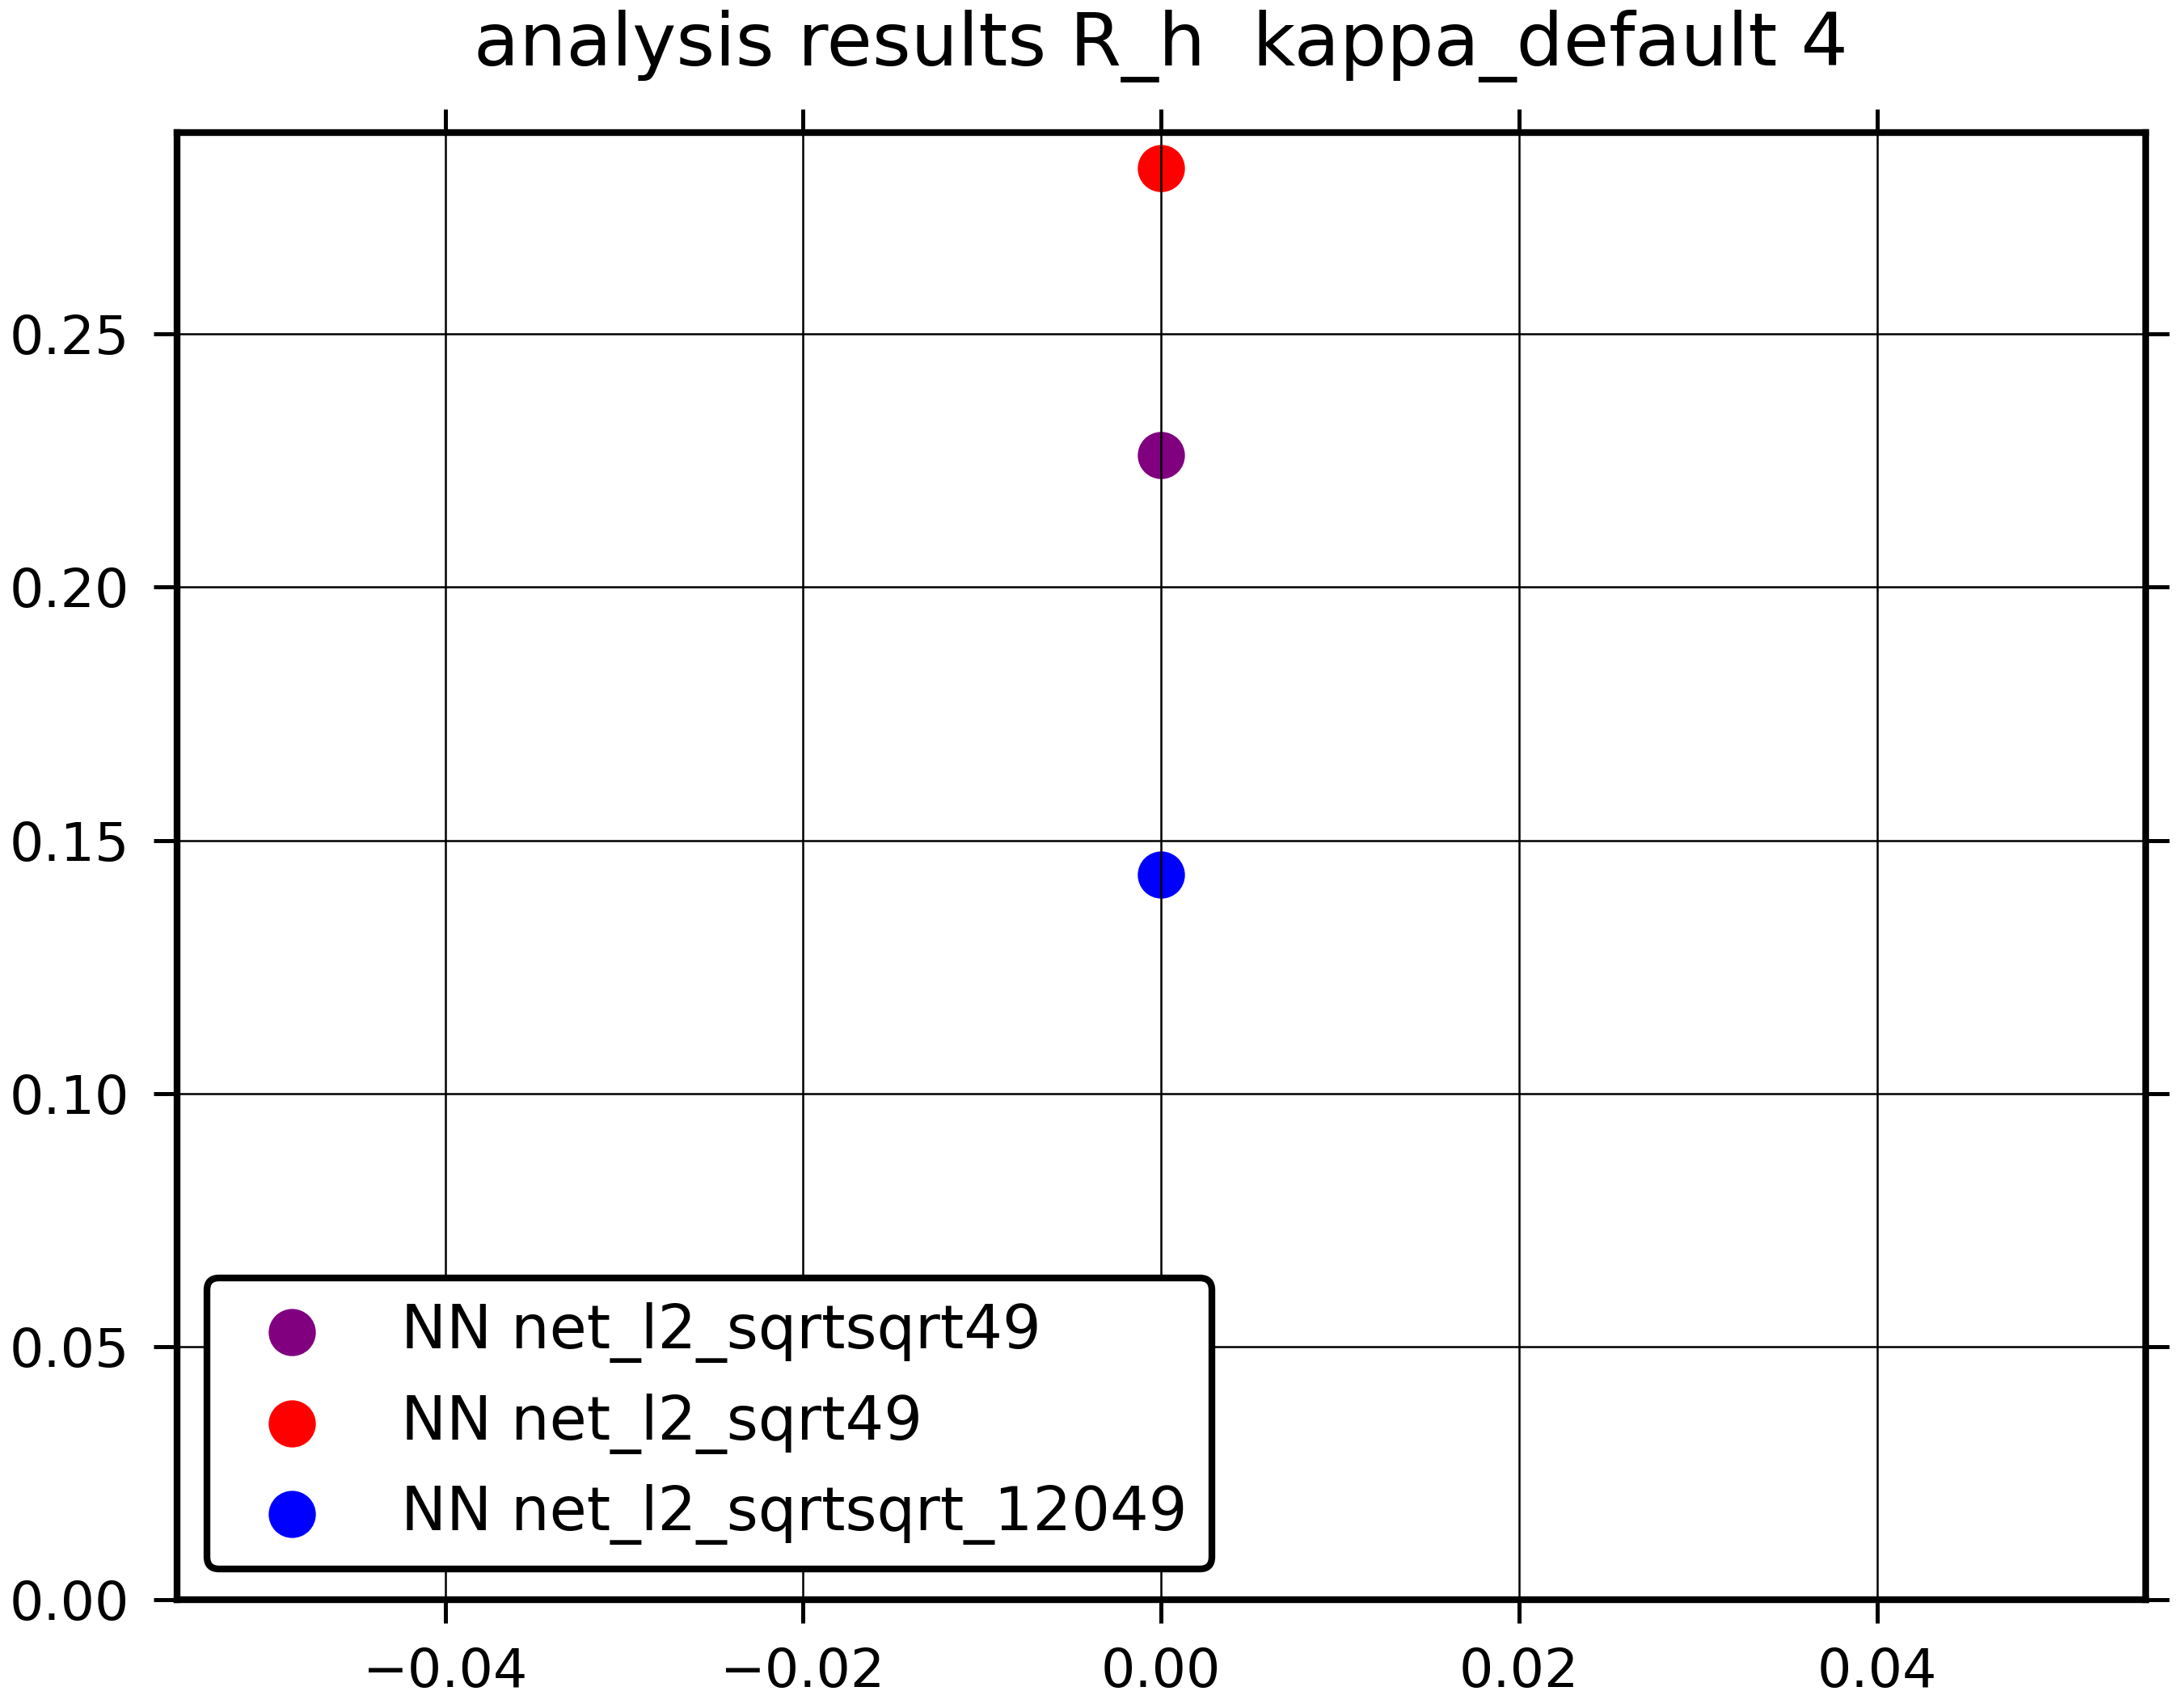 analysis results R_h  kappa_default 4
0.25
0.20
0.15
0.10
0.05
0.00
NN net_l2_sqrtsqrt49
NN net_l2_sqrt49
NN net_l2_sqrtsqrt_12049
−0.04 −0.02 0.00 0.02 0.04